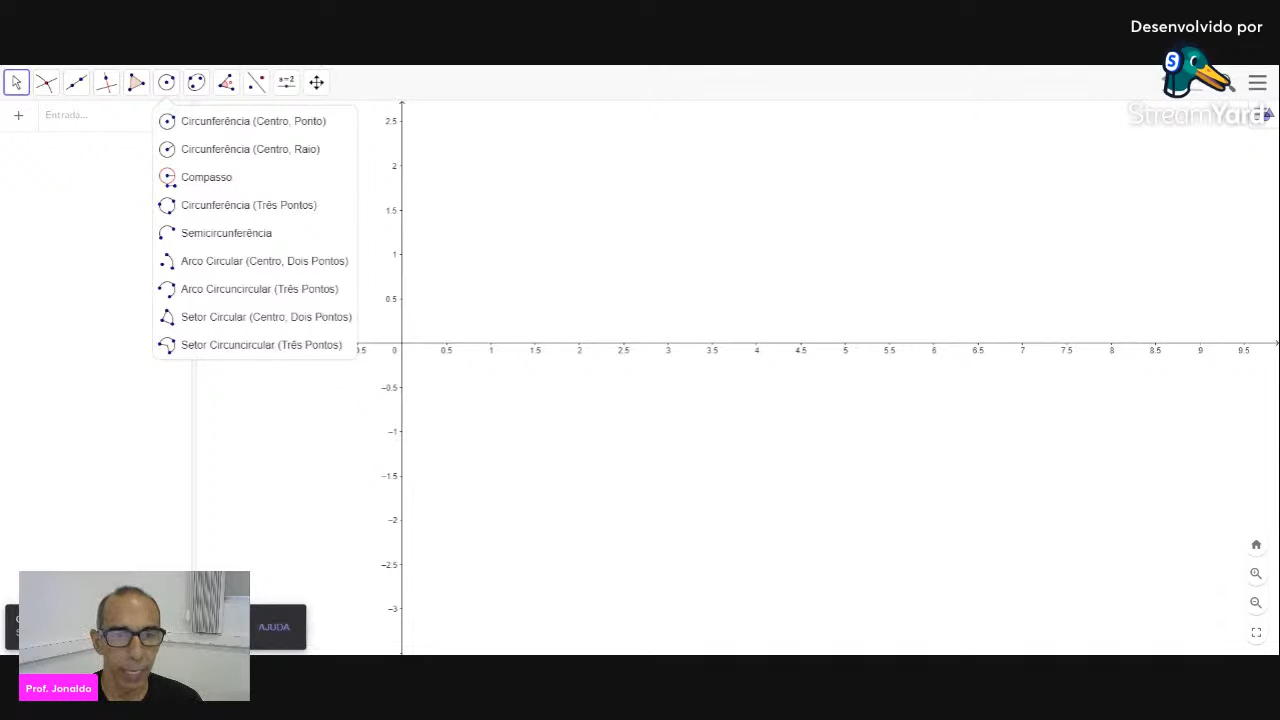 Desenvolvido por
S
StreamYard
a=2
Entrada...
Circunferência (Centro, Ponto)
Circunferência (Centro, Raio)
Compasso
Circunferência (Três Pontos)
Semicircunferência
Arco Circular (Centro, Dois Pontos)
Arco Circuncircular (Três Pontos)
Setor Circular (Centro, Dois Pontos)
Setor Circuncircular (Três Pontos)
2.5
2
1.5
1
0.5
0.5 0 0.5 1 1.5 2 2.5 3 3.5 4 4.5 5 5.5 6 6.5 7 7.5 8 8.5 9 9.5
−0.5
−1
−1.5
−2
−2.5
−3
AJUDA
Prof. Jonaldo